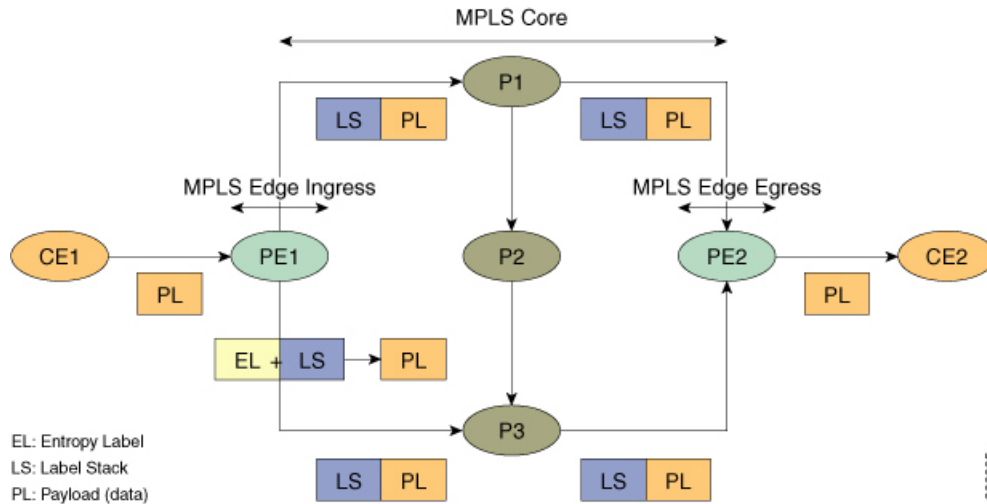 MPLS Core
P1
LS PL
LS PL
MPLS Edge Ingress
MPLS Edge Egress
CE1
PE1
P2
PE2
CE2
PL
PL
EL + LS
PL
P3
EL: Entropy Label
LS: Label Stack
PL: Payload (data)
LS PL
LS PL